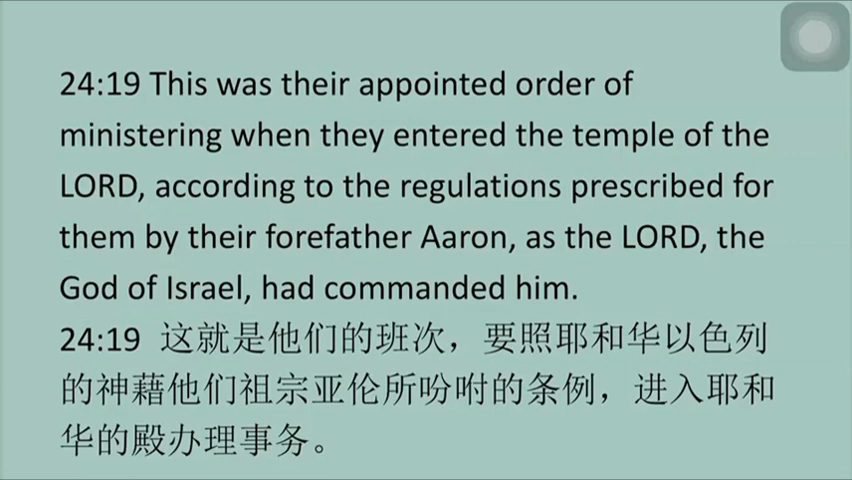 24:19 This was their appointed order of
ministering when they entered the temple of the
LORD, according to the regulations prescribed for
them by their forefather Aaron, as the LORD, the
God of Israel, had commanded him.
24:19 这就是他们的班次，要照耶和华以色列
的神藉他们祖宗亚伦所吩咐的条例，进入耶和
华的殿办理事务。